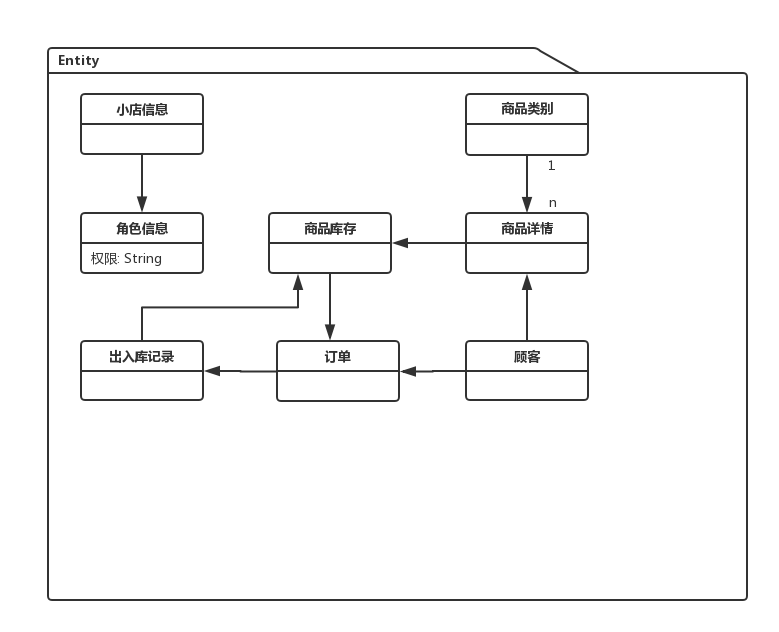 Entity
小店信息
商品类别
1
n
角色信息
权限: String
商品库存
商品详情
出入库记录
订单
顾客